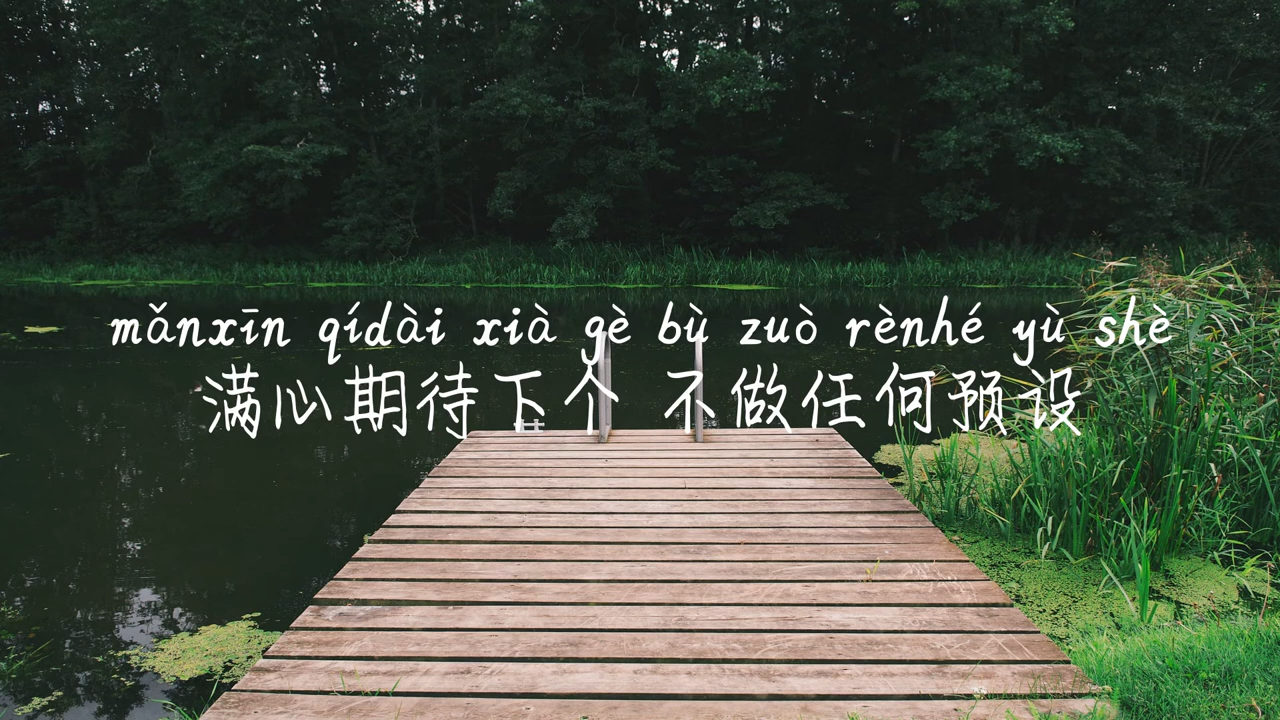 mǎnxīn qídài xià gè bù zuò rènhé yù shè
满心期待下个 不做任何预设